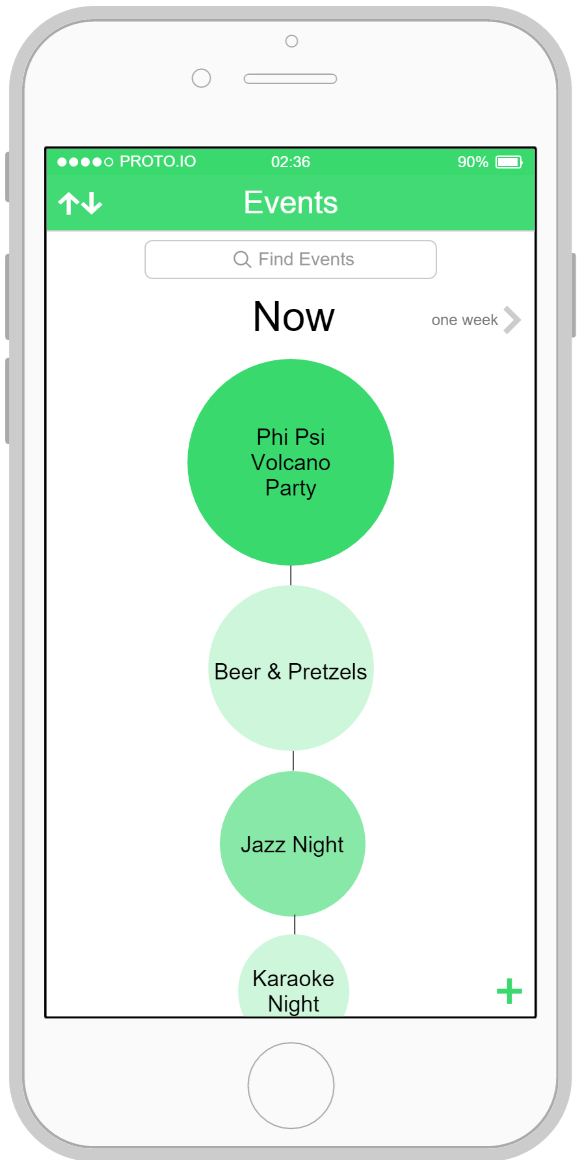 PROTO.IO 02:36 90%
Events
Find Events
Now
one week
Phi Psi
Volcano
Party
Beer & Pretzels
Jazz Night
Karaoke
Night